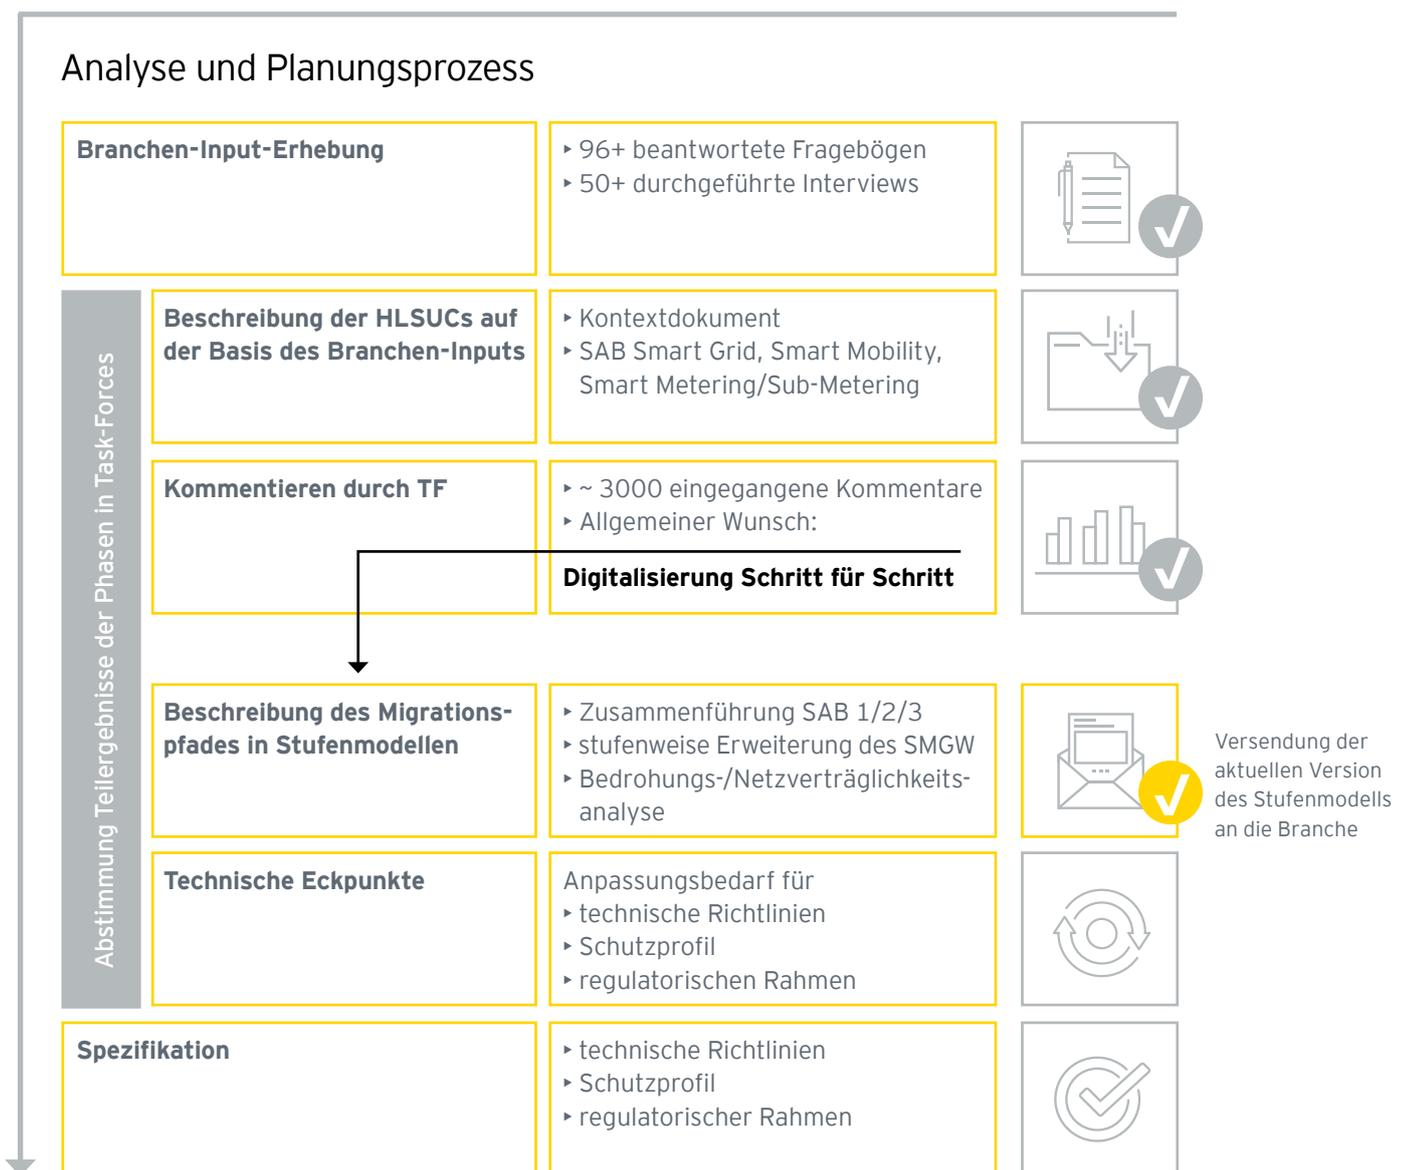 Analyse und Planungsprozess
Branchen-Input-Erhebung
‣ 96+ beantwortete Fragebögen
‣ 50+ durchgeführte Interviews
Abstimmung Teilergebnisse der Phasen in Task-Forces
Beschreibung der HLSUCs auf
der Basis des Branchen-Inputs
‣ Kontextdokument
‣ SAB Smart Grid, Smart Mobility,
Smart Metering/Sub-Metering
Kommentieren durch TF
‣ ~ 3000 eingegangene Kommentare
‣ Allgemeiner Wunsch:
Digitalisierung Schritt für Schritt
Beschreibung des Migrations-
pfades in Stufenmodellen
‣ Zusammenführung SAB 1/2/3
‣ stufenweise Erweiterung des SMGW
‣ Bedrohungs-/Netzverträglichkeits-
analyse
Versendung der
aktuellen Version
des Stufenmodells
an die Branche
Technische Eckpunkte
Anpassungsbedarf für
‣ technische Richtlinien
‣ Schutzprofil
‣ regulatorischen Rahmen
Spezifikation
‣ technische Richtlinien
‣ Schutzprofil
‣ regulatorischer Rahmen